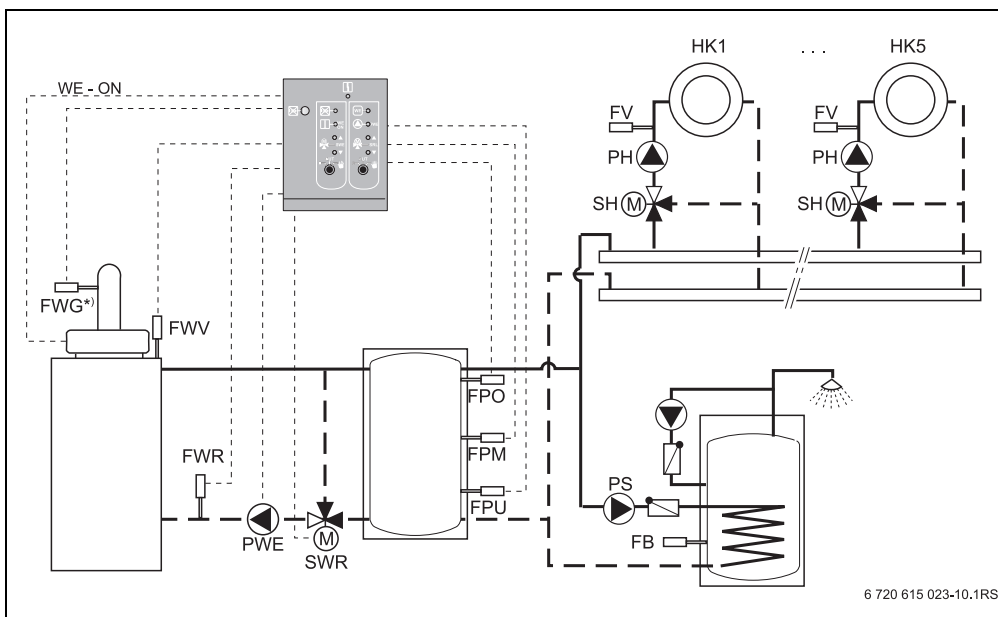 HK1
. . .
HK5
WE - ON
FV
FV
PH
PH
SH
M
SH
M
FWG*)
FWV
FPO
FWR
FPM
PS
FPU
FB
PWE
M
SWR
6 720 615 023-10.1RS